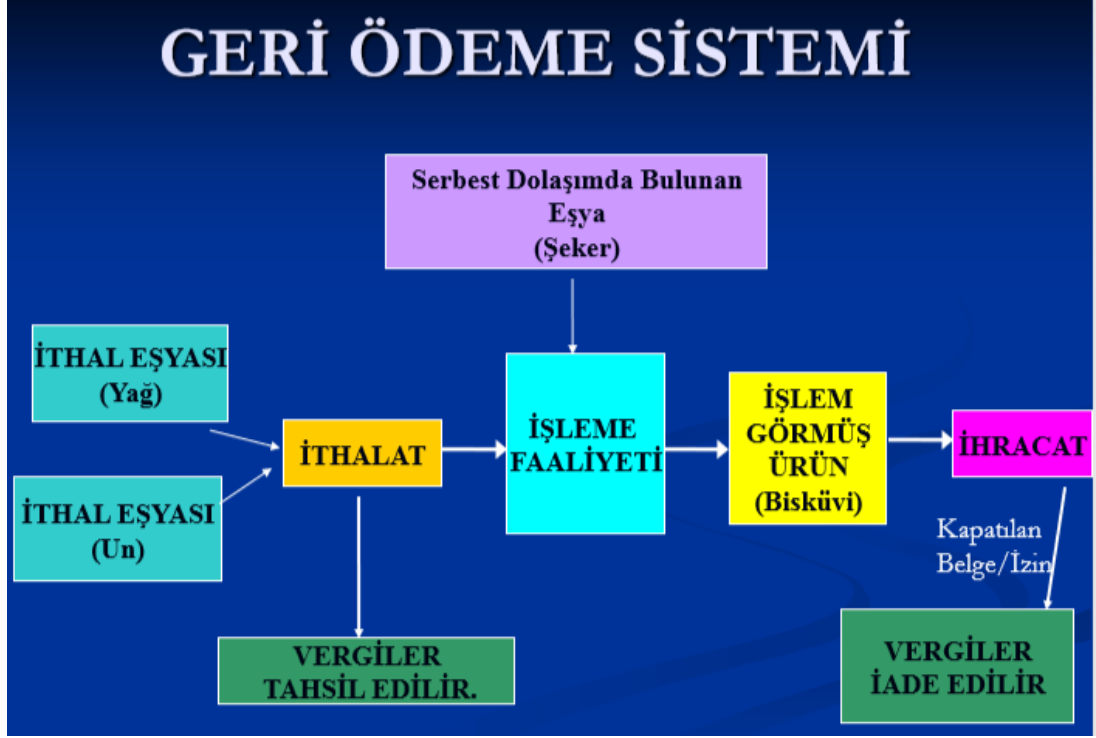 GERİ ÖDEME SİSTEMİ
Serbest Dolaşımda Bulunan
Eşya
(Şeker)
İTHAL EŞYASI
(Yağ)
İTHAL EŞYASI
(Un)
İTHALAT
İŞLEME
FAALİYETİ
İŞLEM
GÖRMÜŞ
ÜRÜN
(Bisküvi)
İHRACAT
Kapatılan
Belge/İzin
VERGİLER
TAHSİL EDİLİR.
VERGİLER
İADE EDİLİR